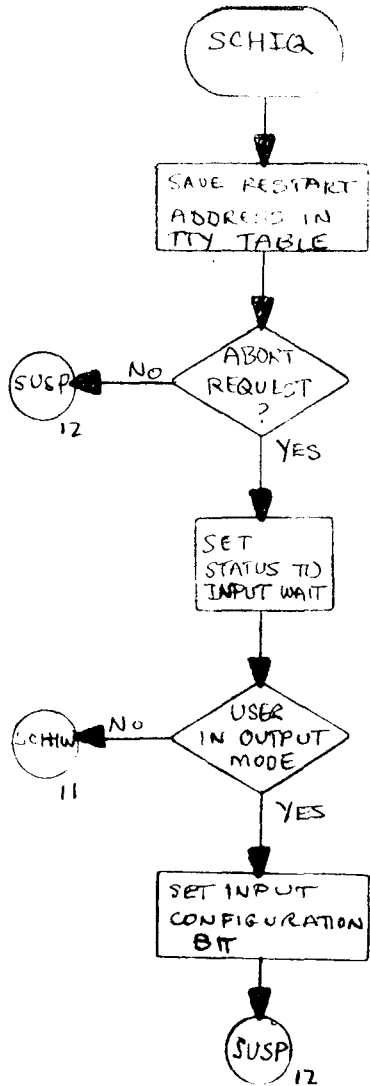 SCHIQ
SAVE RESTART
ADDRESS IN
TTY TABLE
ABORT
REQUEST
?
NO
SUSP
12
YES
SET
STATUS TO
INPUT WAIT
USER
IN OUTPUT
MODE
NO
SCHIW
11
YES
SET INPUT
CONFIGURATION
BIT
SUSP
12